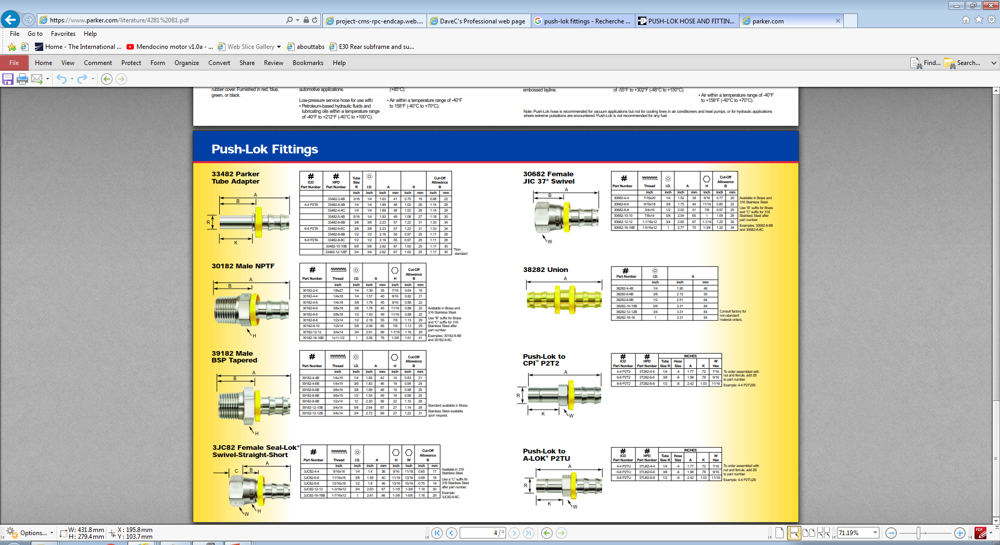 https://www.parker.com/literature/4281%20B1.pdf
project-cms-rpc-endcap.web....
DaveC's Professional web page
push-lok fittings - Recherche ...
PUSH-LOK HOSE AND FITTIN...
parker.com
File Go to Favorites Help
Home - The International ...
Mendocino motor v1.0a - ...
Web Slice Gallery
abouttabs
E30 Rear subframe and su...
File Home View Comment Protect Form Organize Convert Share Review Bookmarks Help
Find... Search...
rubber cover. Furnished in red, blue,
green, or black.
automotive applications.
Low-pressure service hose for use with:
• Petroleum-based hydraulic fluids and
lubricating oils within a temperature range
of -40°F to +212°F (-40°C to +100°C).
(+85°C).
• Air within a temperature range of -40°F
to 158°F (-40°C to +70°C).
embossed layline.
of -55°F to +302°F (-48°C to +150°C).
• Air within a temperature range of -40°F
to +158°F (-40°C to +70°C).
Note: Push-Lok hose is recommended for vacuum applications but not for cooling lines in air conditioners and heat pumps, or for hydraulic applications
where extreme pulsations are encountered. Push-Lok is not recommended for any fuel.
Push-Lok Fittings
33482 Parker
Tube Adapter
A
B
R
K
# ICD Part Number # HPD Part Number Tube Size R I.D. A K Cut-Off Allowance B
inch inch inch mm inch mm inch mm
33482-3-4B 3/16 1/4 1.63 41 0.75 19 0.88 22
4-4 P2TA 33482-4-4B 1/4 1/4 1.89 48 1.02 26 1.14 29
33482-4-4C 1/4 1/4 1.89 48 1.02 26 1.14 29
33482-5-4B 5/16 1/4 1.93 49 1.08 27 1.18 30
33482-6-6B 3/8 3/8 2.23 57 1.22 31 1.33 34
6-6 P2TA 33482-6-6C 3/8 3/8 2.23 57 1.22 31 1.33 34
33482-8-8B 1/2 1/2 2.16 55 0.97 25 1.11 28
8-8 P2TA 33482-8-8C 1/2 1/2 2.16 55 0.97 25 1.11 28
33482-10-10B 5/8 5/8 2.62 67 1.00 25 1.17 30
33482-12-12B* 3/4 3/4 2.62 67 1.00 25 1.17 30
*Non
standard
30182 Male NPTF
A
B
H
# Part Number Thread I.D. A H Cut-Off Allowance B
inch inch inch mm inch inch mm
30182-2-4 1/8x27 1/4 1.39 35 7/16 0.64 16
30182-4-4 1/4x18 1/4 1.57 40 9/16 0.82 21
30182-4-6 1/4x18 3/8 1.78 45 9/16 0.88 22
30182-6-6 3/8x18 3/8 1.78 45 11/16 0.88 22
30182-6-8 3/8x18 1/2 1.93 49 11/16 0.88 22
30182-8-8 1/2x14 1/2 2.18 55 7/8 1.13 29
30182-8-10 1/2x14 5/8 2.58 66 7/8 1.13 29
30182-12-12 3/4x14 3/4 2.61 66 1-1/16 1.16 29
30182-16-16B 1x11-1/2 1 3.06 78 1-3/8 1.61 41
Available in Brass and
316 Stainless Steel.
Use "B" suffix for Brass
and "C" suffix for 316
Stainless Steel after
part number.
Examples: 30182-8-8B
and 30182-8-8C.
39182 Male
BSP Tapered
A
B
H
# Part Number Thread I.D. A H Cut-Off Allowance B
inch inch inch mm inch inch mm
39182-4-4B 1/4x19 1/4 1.65 42 14 0.83 21
39182-4-6B 1/4x19 3/8 1.83 46 19 0.94 24
39182-6-6B 3/8x19 3/8 1.89 48 19 0.98 25
39182-6-8B 3/8x19 1/2 1.93 49 19 0.98 25
39182-8-8B 1/2x14 12 2.20 56 22 1.10 28
39182-12-10B 3/4x14 5/8 2.64 67 27 1.14 29
39182-12-12B 3/4x14 3/4 2.72 69 27 1.22 31
Standard available in Brass.
Stainless Steel available
upon request.
3JC82 Female Seal-Lok®
Swivel-Straight-Short
A
C B
W H
# Part Number Thread I.D. A H W Cut-Off Allowance B
inch inch inch mm inch inch inch mm
3JC82-4-4 9/16x18 1/4 1.4 36 9/16 11/16 0.65 17
3JC82-6-6 11/16x16 3/8 1.59 40 11/16 13/16 0.69 18
3JC82-8-8 13/16x16 1/2 1.8 46 13/16 15/16 0.75 19
3JC82-12-12 1-3/16x12 3/4 2.63 67 1-1/8 1-3/8 1.18 30
3JC82-16-16B 1-7/16x12 1 2.61 66 1-3/8 1-5/8 1.16 29
Available in 316
Stainless Steel.
Use a "C" suffix for
316 Stainless Steel
after part number.
Example:
3JC82-8-8C.
30682 Female
JIC 37° Swivel
A
B
W
# Part Number Thread I.D. A H Cut-Off Allowance B
inch inch inch mm inch inch mm
30682-4-4 7/16x20 1/4 1.52 39 9/16 0.77 20
30682-6-6 9/16x18 3/8 1.75 44 11/16 0.85 22
30682-8-8 3/4x16 1/2 2.02 51 7/8 0.97 25
30682-10-10 7/8x14 5/8 2.54 65 1 1.09 28
30682-12-12 1-1/16x12 3/4 2.65 67 1-1/14 1.20 30
30682-16-16B 1-5/16x12 1 2.77 70 1-3/8 1.32 34
Available in Brass and
316 Stainless Steel.
Use "B" suffix for Brass
and "C" suffix for 316
Stainless Steel after
part number.
Examples: 30682-8-8B
and 30682-8-8C.
38282 Union
A
# Part Number I.D. A
inch inch mm
38282-4-4B 1/4 1.80 46
38282-6-6B 3/8 2.15 55
38282-8-8B 1/2 2.51 64
38282-10-10B 5/8 3.31 84
38282-12-12B 3/4 3.31 84
38282-16-16 1 3.31 84
Consult factory for
non-standard
material orders.
Push-Lok to
CPI™ P2T2
A
R
K
W
INCHES
# ICD Part Number # HPD Part Number Tube Size R Hose Size A K W Hex
4-4 P2T2 3T282-4-4 1/4 -4 1.77 .72 7/16
6-6 P2T2 3T282-6-6 3/8 -6 1.98 .78 9/16
8-8 P2T2 3T282-8-8 1/2 -8 2.42 1.03 11/16
To order assembled with
nut and ferrule, add Z6
to part number.
Example: 4-4 P2T2Z6
Push-Lok to
A-LOK® P2TU
A
R
K
W
INCHES
# ICD Part Number # HPD Part Number Tube Size R Hose Size A K W Hex
4-4 P2TU 3TU82-4-4 1/4 -4 1.77 .72 7/16
6-6 P2TU 3TU82-6-6 3/8 -6 1.98 .78 9/16
8-8 P2TU 3TU82-8-8 1/2 -8 2.42 1.03 11/16
To order assembled with
nut and ferrule, add Z6
to part number.
Example: 4-4 P2TUZ6
Options...
W: 431.8 mm
H: 279.4 mm
X : 195.8 mm
Y : 103.7 mm
4/4
71.19%
PDF